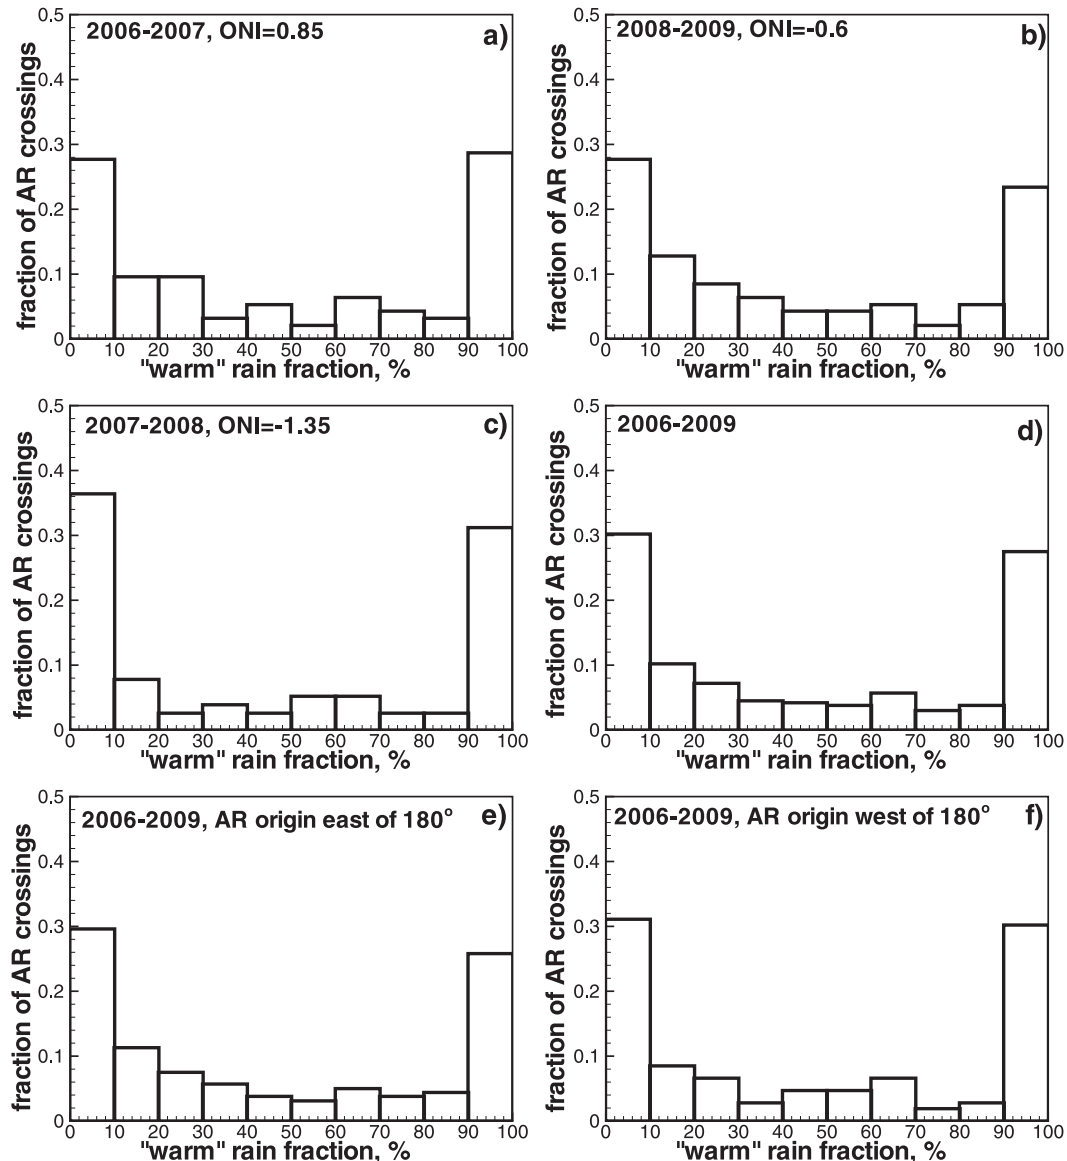 2006-2007, ONI=0.85
a)
fraction of AR crossings
0.5
0.4
0.3
0.2
0.1
0
0 10 20 30 40 50 60 70 80 90 100
"warm" rain fraction, %
2008-2009, ONI=-0.6
b)
fraction of AR crossings
0.5
0.4
0.3
0.2
0.1
0
0 10 20 30 40 50 60 70 80 90 100
"warm" rain fraction, %
2007-2008, ONI=-1.35
c)
fraction of AR crossings
0.5
0.4
0.3
0.2
0.1
0
0 10 20 30 40 50 60 70 80 90 100
"warm" rain fraction, %
2006-2009
d)
fraction of AR crossings
0.5
0.4
0.3
0.2
0.1
0
0 10 20 30 40 50 60 70 80 90 100
"warm" rain fraction, %
2006-2009, AR origin east of 180°
e)
fraction of AR crossings
0.5
0.4
0.3
0.2
0.1
0
0 10 20 30 40 50 60 70 80 90 100
"warm" rain fraction, %
2006-2009, AR origin west of 180°
f)
fraction of AR crossings
0.5
0.4
0.3
0.2
0.1
0
0 10 20 30 40 50 60 70 80 90 100
"warm" rain fraction, %